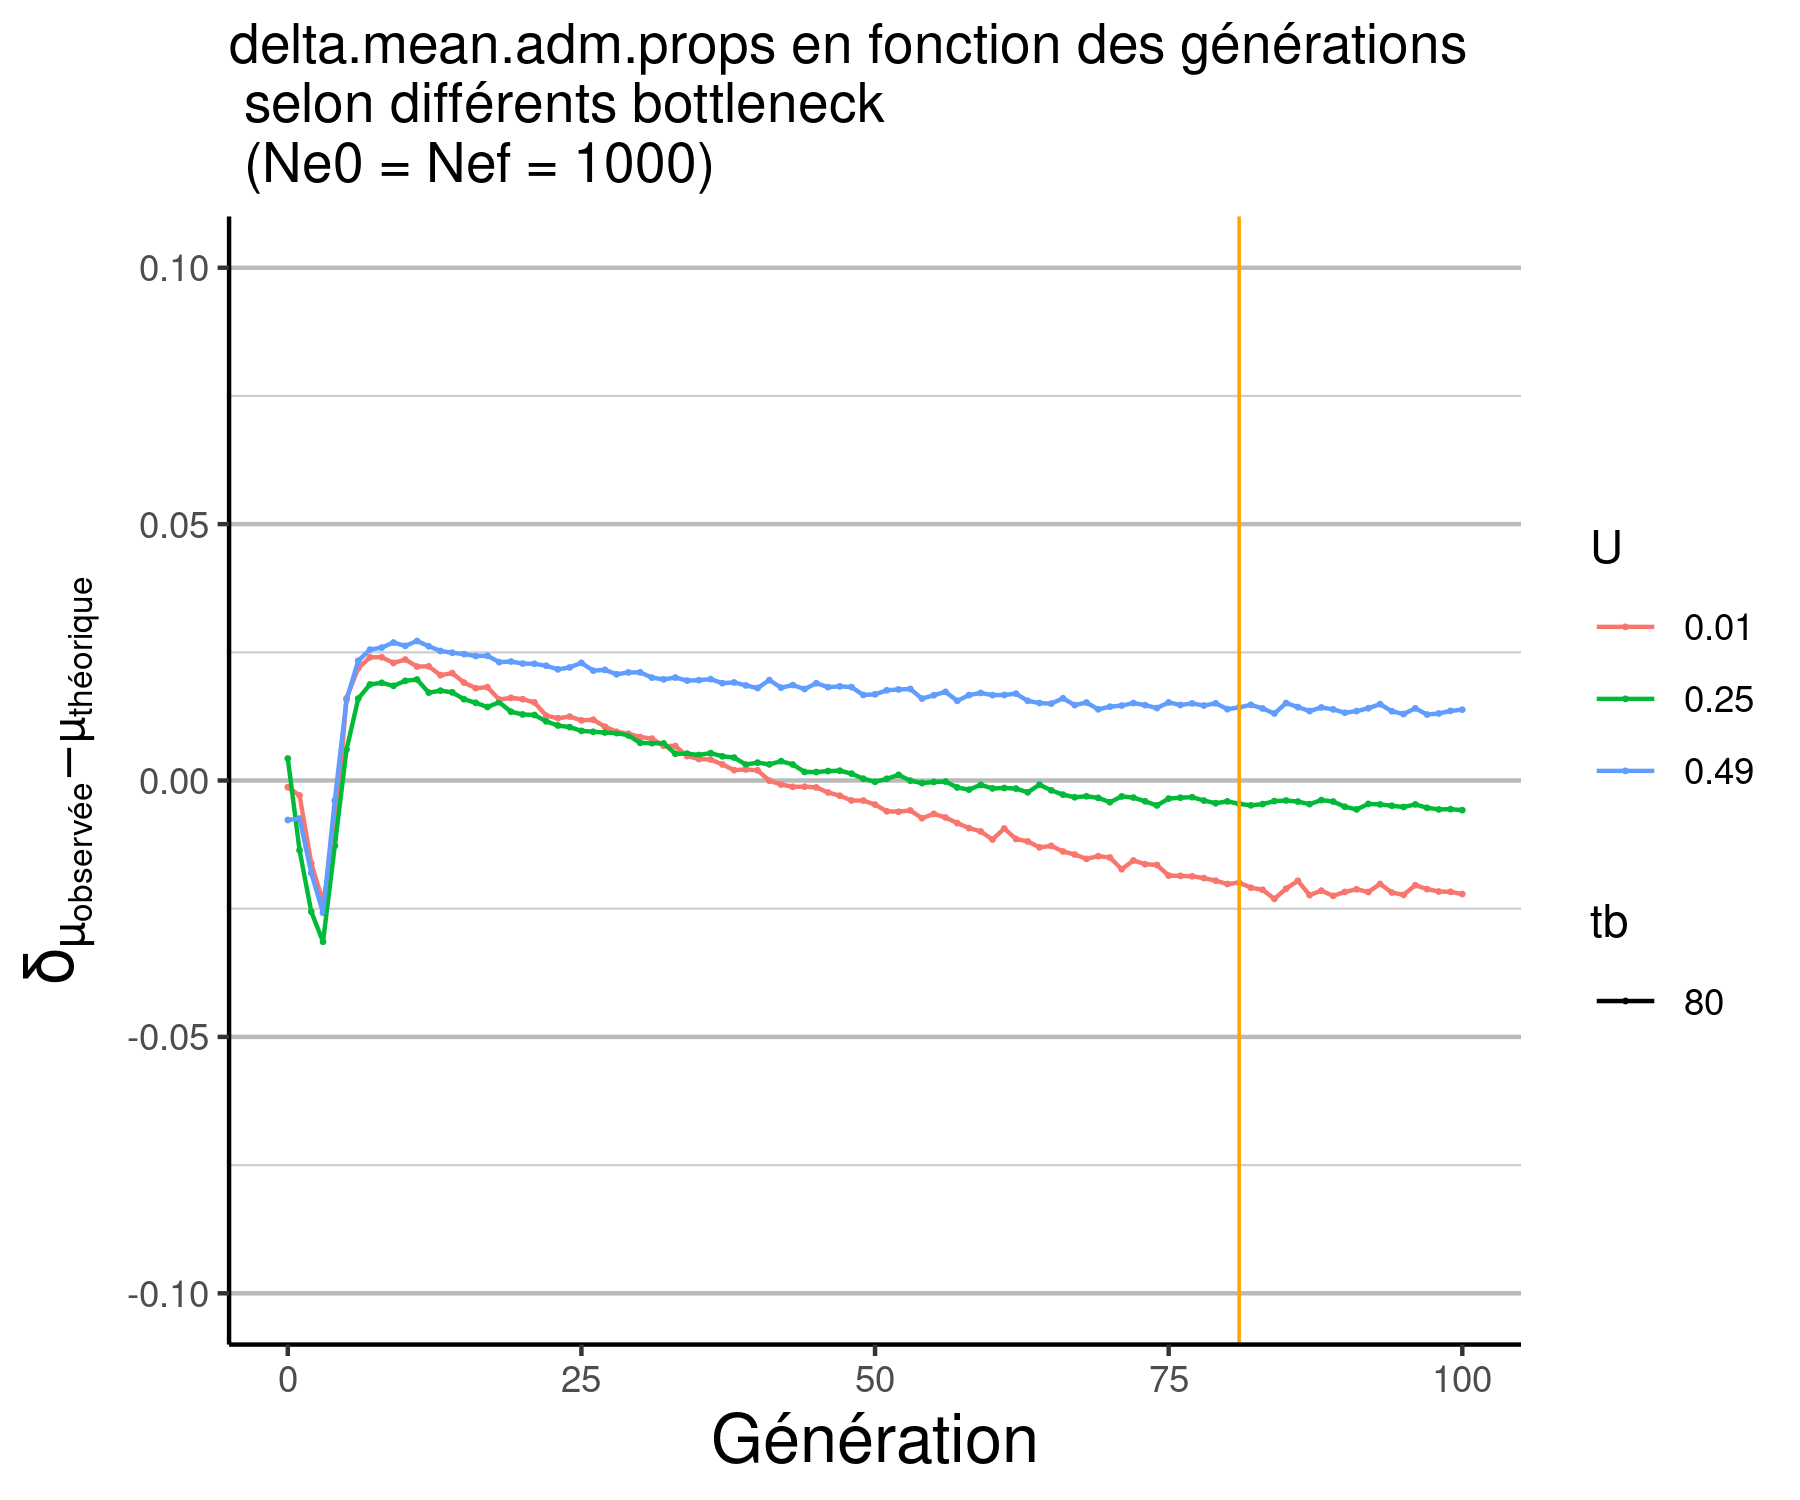 delta.mean.adm.props en fonction des générations
selon différents bottleneck
(Ne0 = Nef = 1000)
δμobservée−μthéorique
0.10
0.05
0.00
-0.05
-0.10
0
25
50
75
100
Génération
U
0.01
0.25
0.49
tb
80